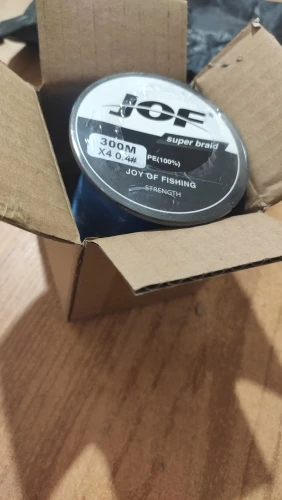 JOF
super braid
300M
X4 0.4#
PE(100%)
JOY OF FISHING
STRENGTH